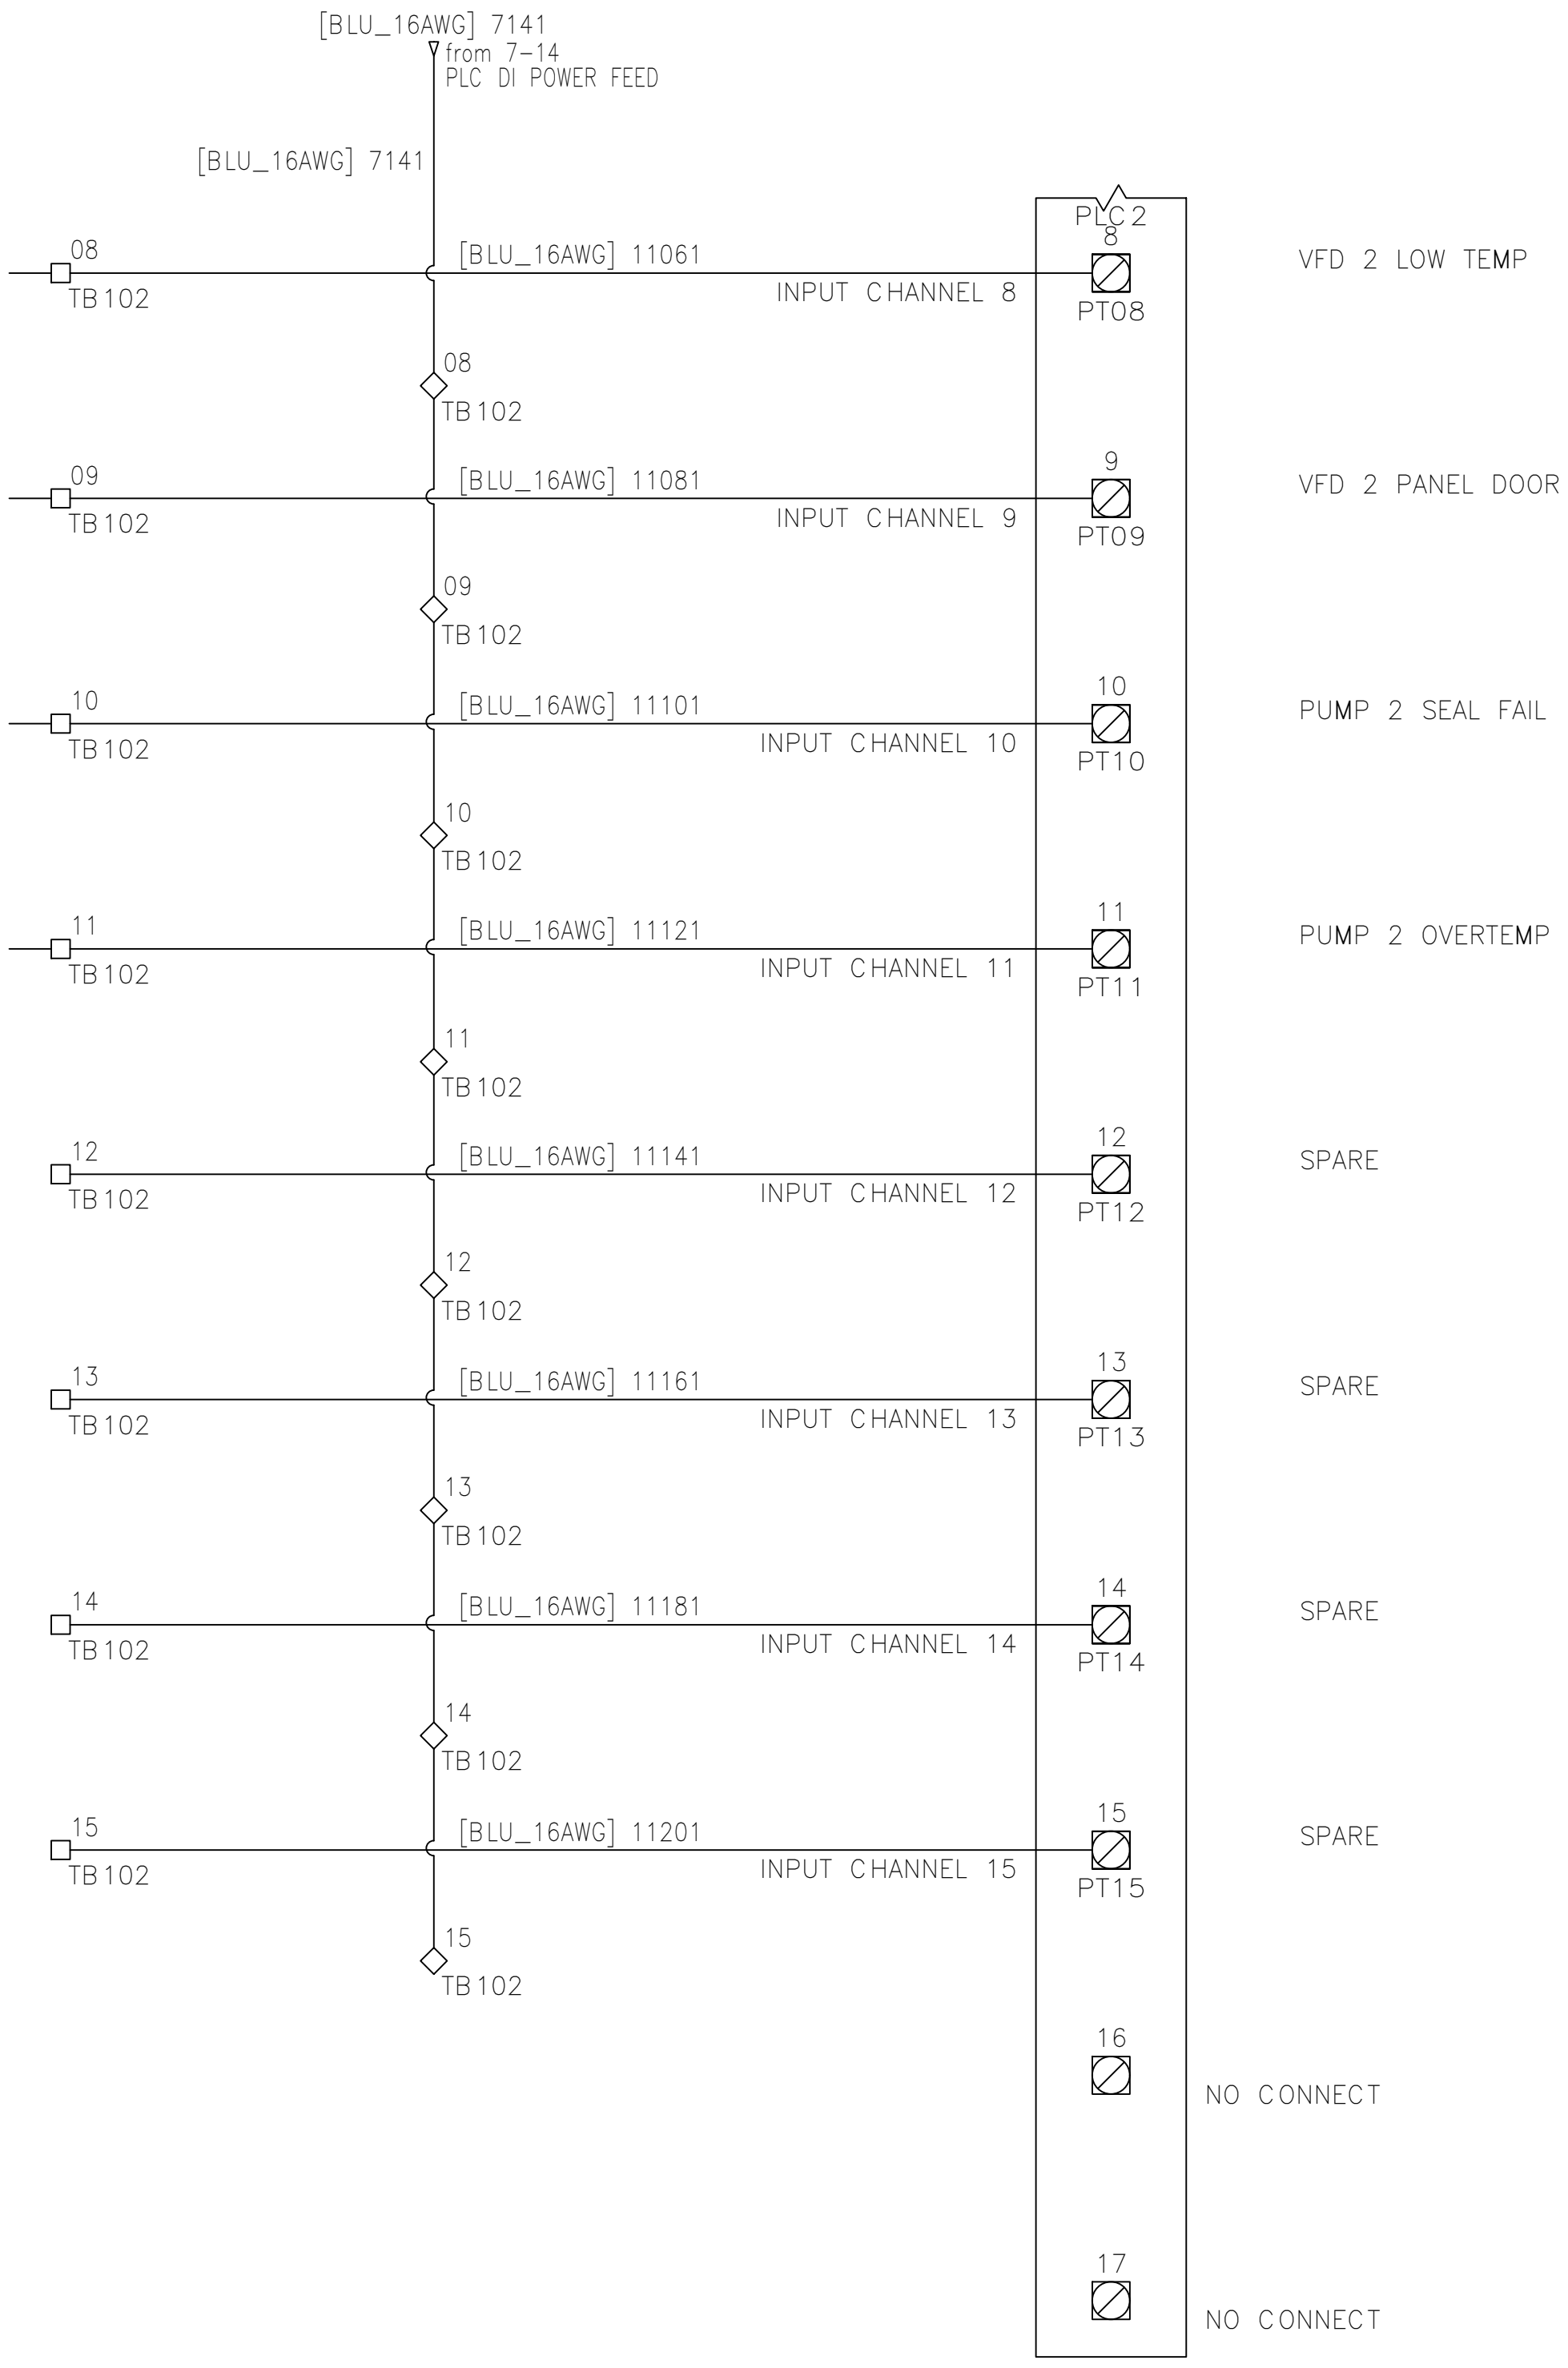 [BLU_16AWG] 7141
from 7-14
PLC DI POWER FEED
[BLU_16AWG] 7141
PLC2
08
[BLU_16AWG] 11061
8
VFD 2 LOW TEMP
TB102
INPUT CHANNEL 8
PT08
08
TB102
09
[BLU_16AWG] 11081
9
VFD 2 PANEL DOOR
TB102
INPUT CHANNEL 9
PT09
09
TB102
10
[BLU_16AWG] 11101
10
PUMP 2 SEAL FAIL
TB102
INPUT CHANNEL 10
PT10
10
TB102
11
[BLU_16AWG] 11121
11
PUMP 2 OVERTEMP
TB102
INPUT CHANNEL 11
PT11
11
TB102
12
[BLU_16AWG] 11141
12
SPARE
TB102
INPUT CHANNEL 12
PT12
12
TB102
13
[BLU_16AWG] 11161
13
SPARE
TB102
INPUT CHANNEL 13
PT13
13
TB102
14
[BLU_16AWG] 11181
14
SPARE
TB102
INPUT CHANNEL 14
PT14
14
TB102
15
[BLU_16AWG] 11201
15
SPARE
TB102
INPUT CHANNEL 15
PT15
15
TB102
16
NO CONNECT
17
NO CONNECT